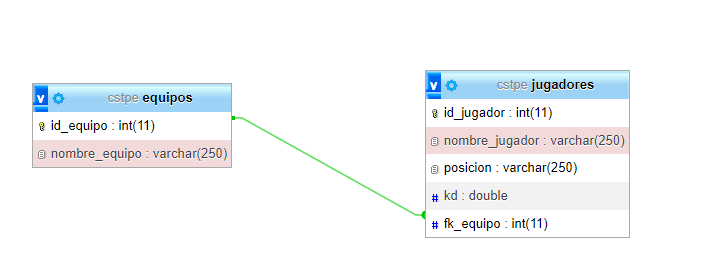 v cstpe equipos
id_equipo : int(11)
nombre_equipo : varchar(250)
v cstpe jugadores
id_jugador : int(11)
nombre_jugador : varchar(250)
posicion : varchar(250)
# kd : double
# fk_equipo : int(11)